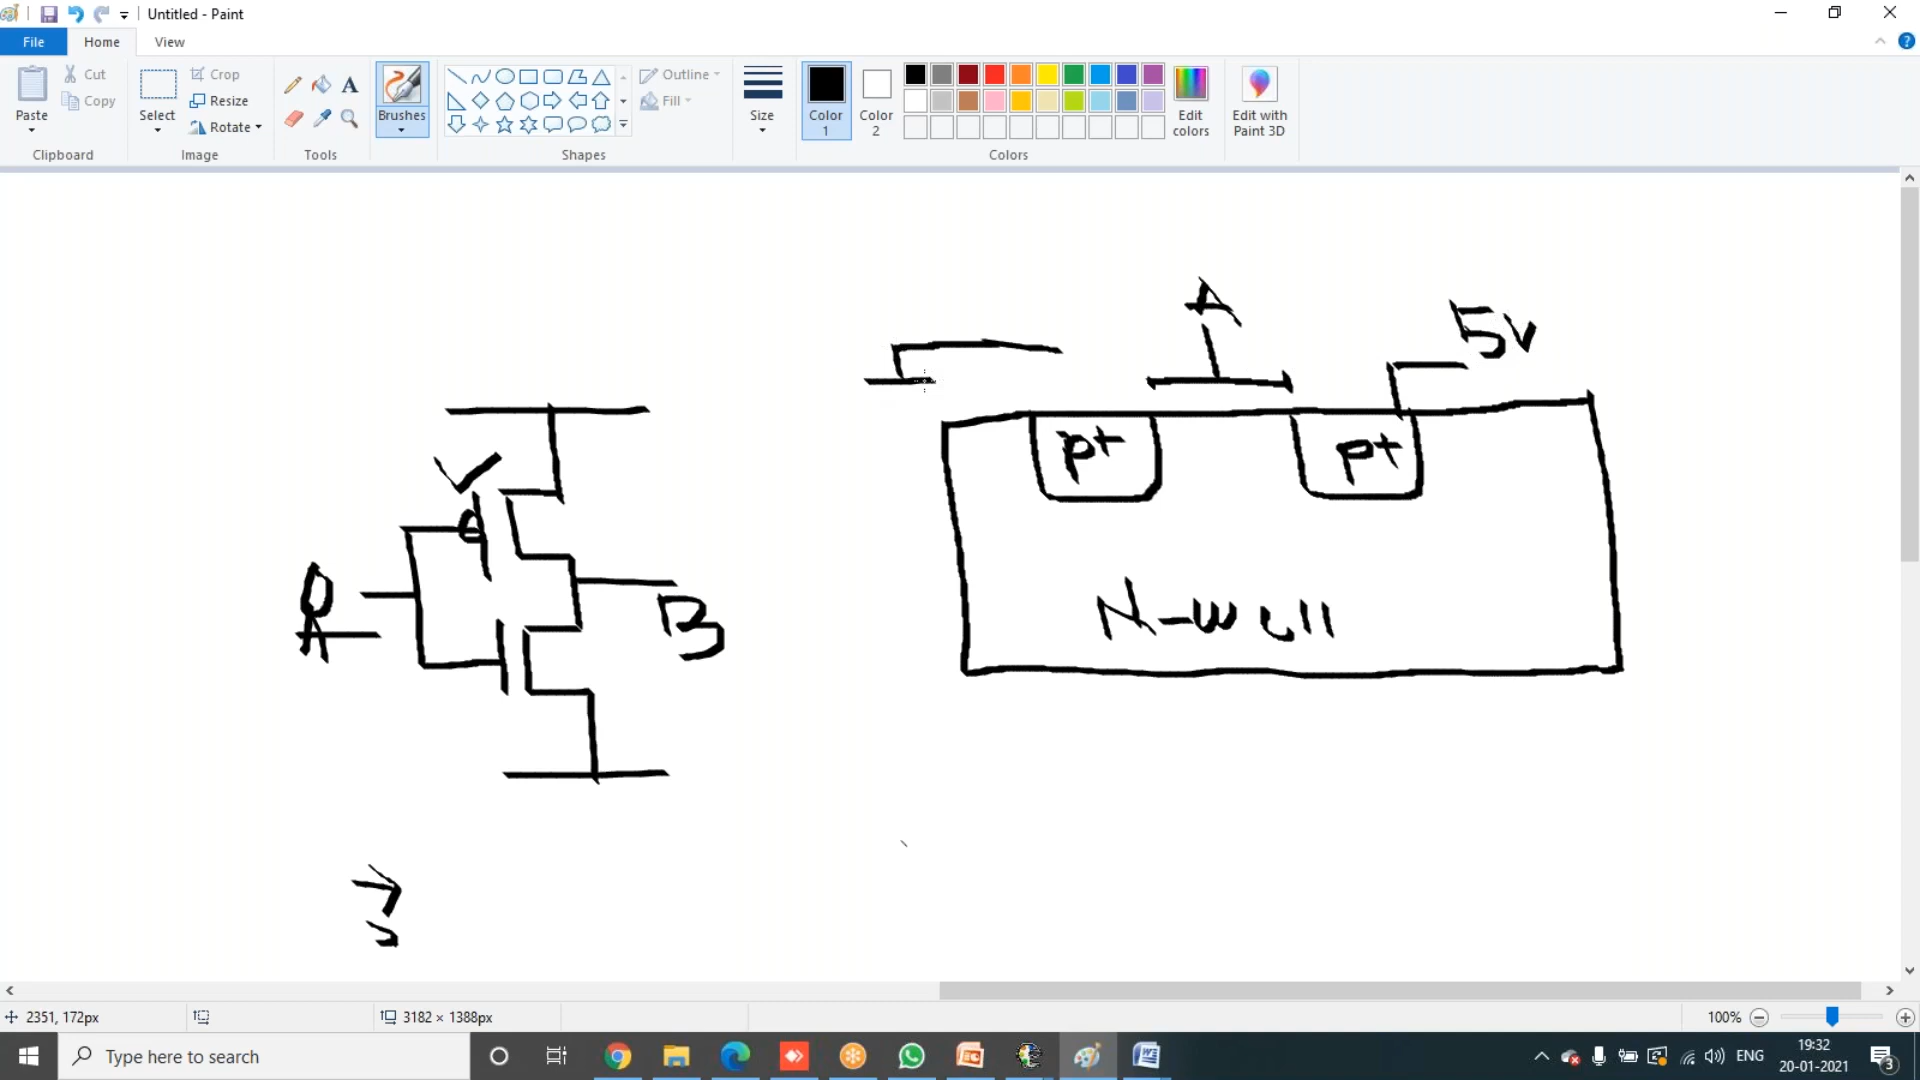 Untitled - Paint
File
Home
View
Paste
Cut
Copy
Clipboard
Select
Crop
Resize
Rotate
Image
Tools
Brushes
Shapes
Outline
Fill
Size
Color
1
Color
2
Edit
colors
Edit with
Paint 3D
Colors
A
5V
p+
p+
N-well
A
B
2351, 172px
3182 × 1388px
100%
Type here to search
ENG
19:32
20-01-2021
3